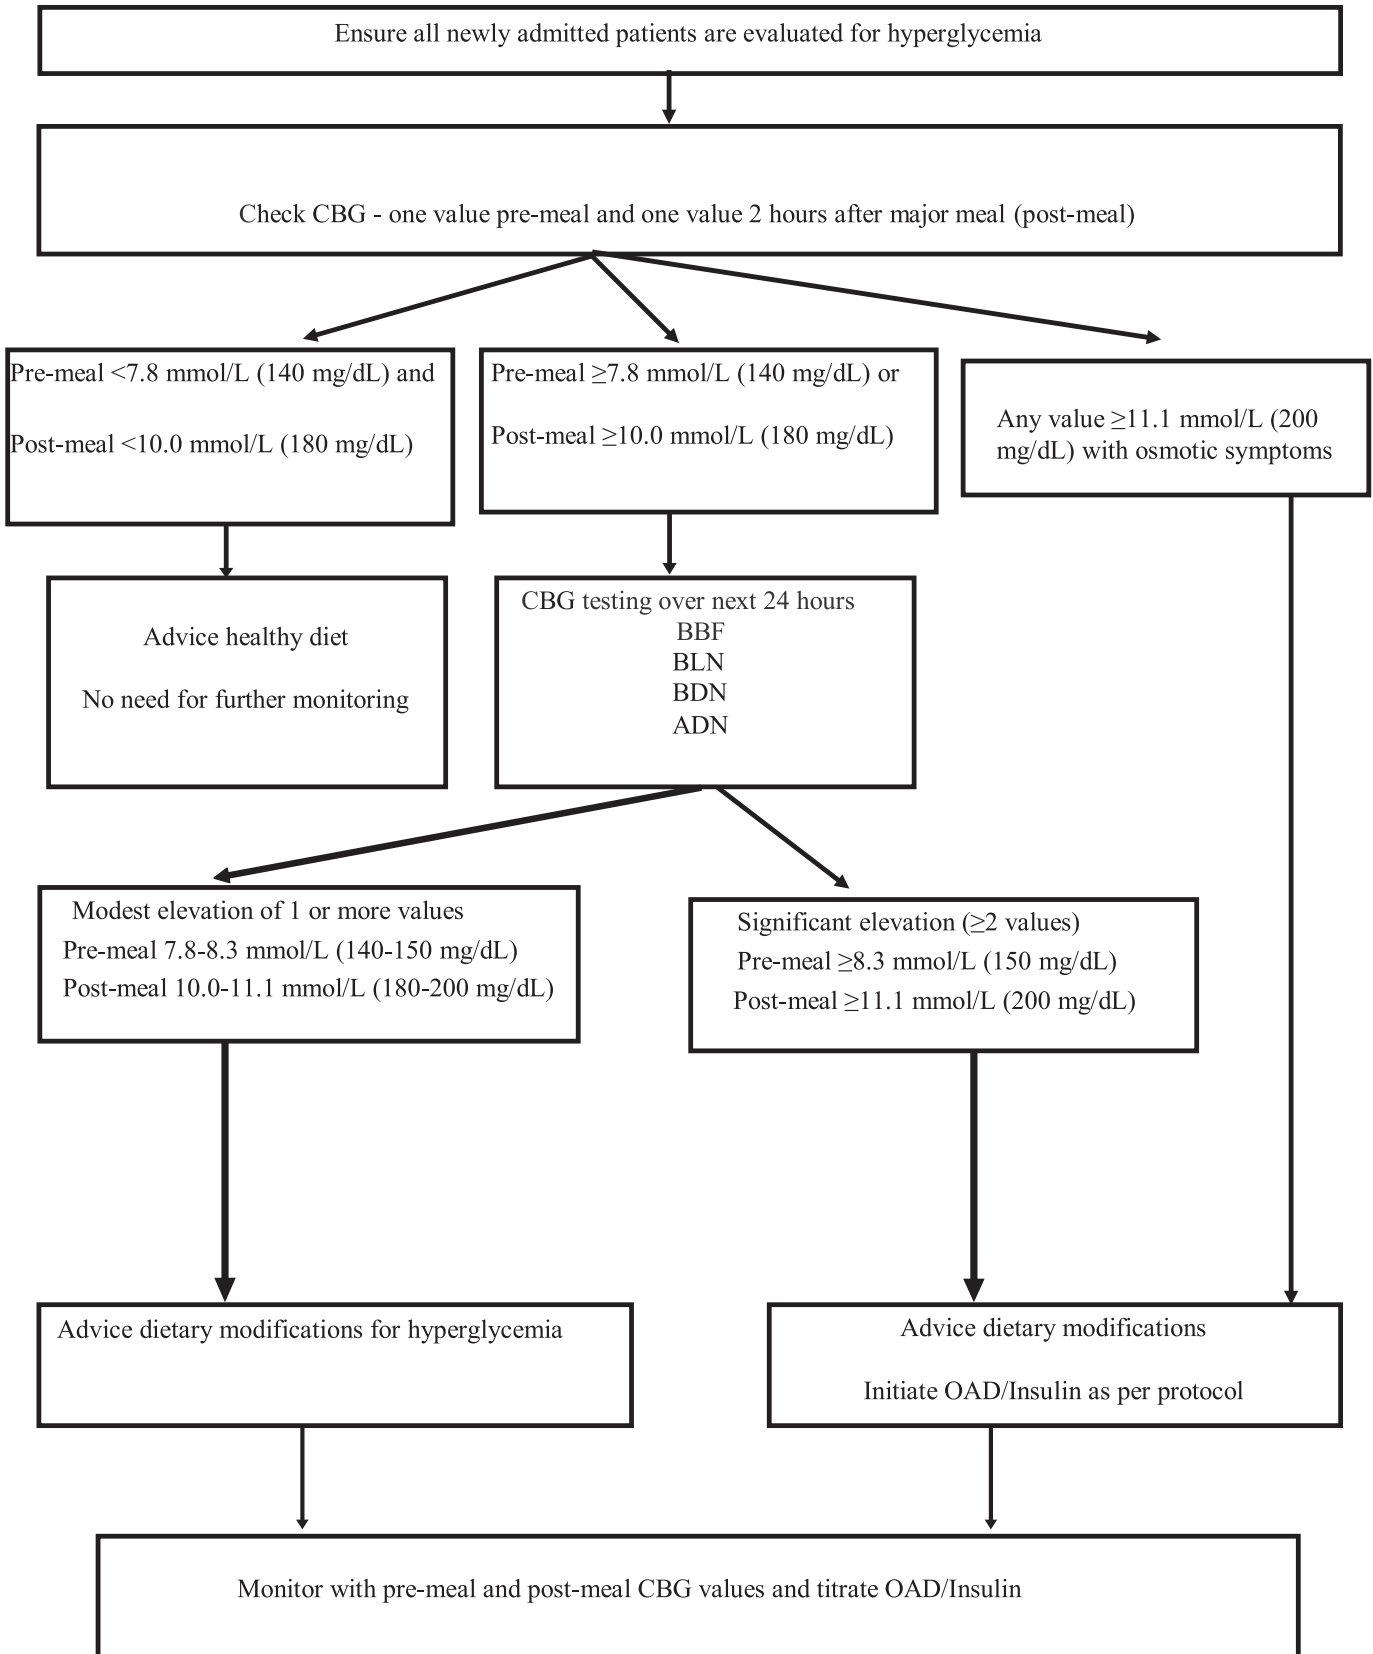 Ensure all newly admitted patients are evaluated for hyperglycemia
Check CBG - one value pre-meal and one value 2 hours after major meal (post-meal)
Pre-meal <7.8 mmol/L (140 mg/dL) and
Post-meal <10.0 mmol/L (180 mg/dL)
Pre-meal ≥7.8 mmol/L (140 mg/dL) or
Post-meal ≥10.0 mmol/L (180 mg/dL)
Any value ≥11.1 mmol/L (200
mg/dL) with osmotic symptoms
Advice healthy diet
No need for further monitoring
CBG testing over next 24 hours
BBF
BLN
BDN
ADN
Modest elevation of 1 or more values
Pre-meal 7.8-8.3 mmol/L (140-150 mg/dL)
Post-meal 10.0-11.1 mmol/L (180-200 mg/dL)
Significant elevation (≥2 values)
Pre-meal ≥8.3 mmol/L (150 mg/dL)
Post-meal ≥11.1 mmol/L (200 mg/dL)
Advice dietary modifications for hyperglycemia
Advice dietary modifications
Initiate OAD/Insulin as per protocol
Monitor with pre-meal and post-meal CBG values and titrate OAD/Insulin